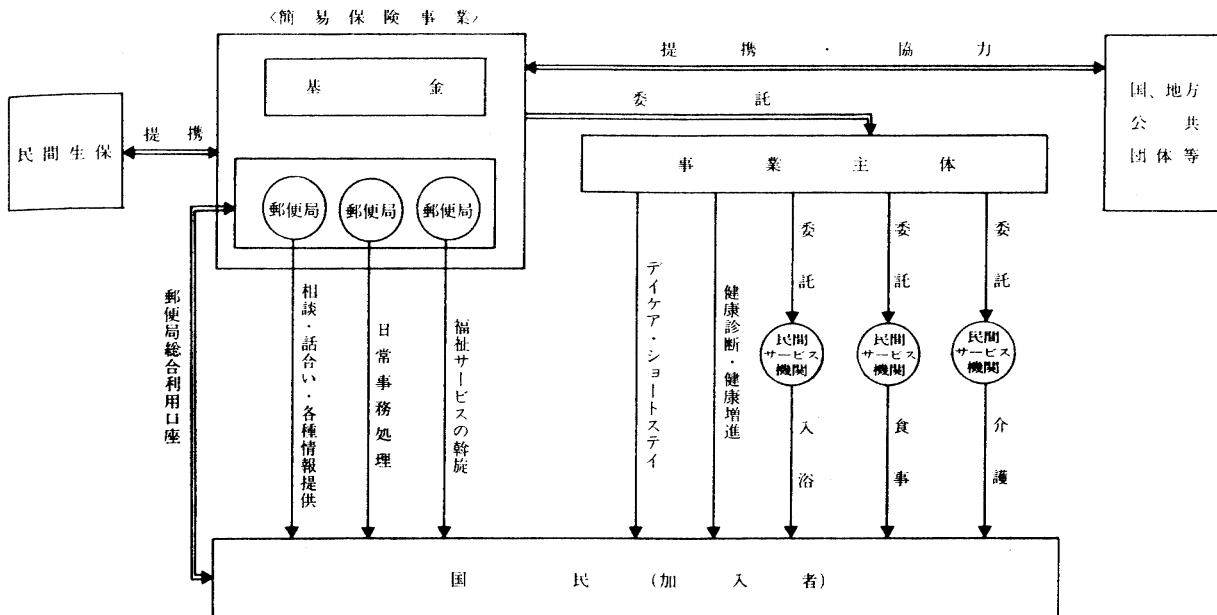 〈簡易保険事業〉
基金
民間生保
提携
郵便局
郵便局
郵便局
提携・協力
委託
国、地方
公共
団体等
事業主体
郵便局総合利用口座
相談・話合い・各種情報提供
日常事務処理
福祉サービスの斡旋
デイケア・ショートステイ
健康診断・健康増進
委託
委託
委託
民間
サービス
機関
民間
サービス
機関
民間
サービス
機関
入浴
食事
介護
国民(加入者)